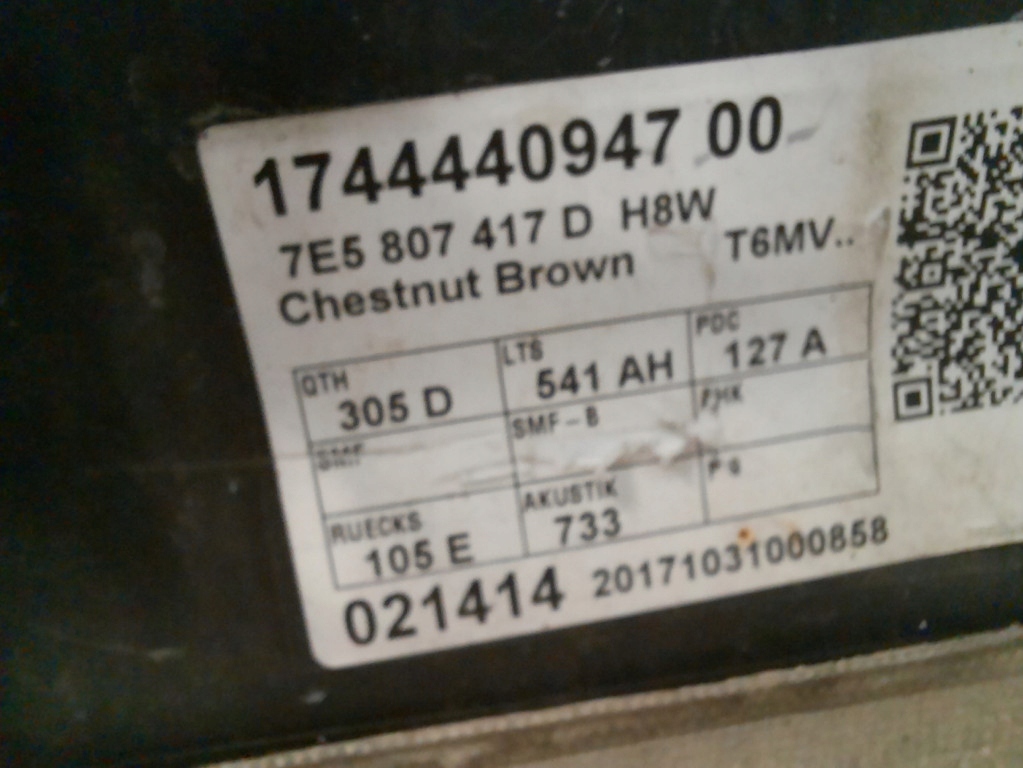 1744440947 00
7E5 807 417 D H8W
Chestnut Brown T6MV..
QTH LTS PDC
305 D 541 AH 127 A
SMF SMF-B
RUECKS AKUSTIK
105 E 733
021414 20171031000858